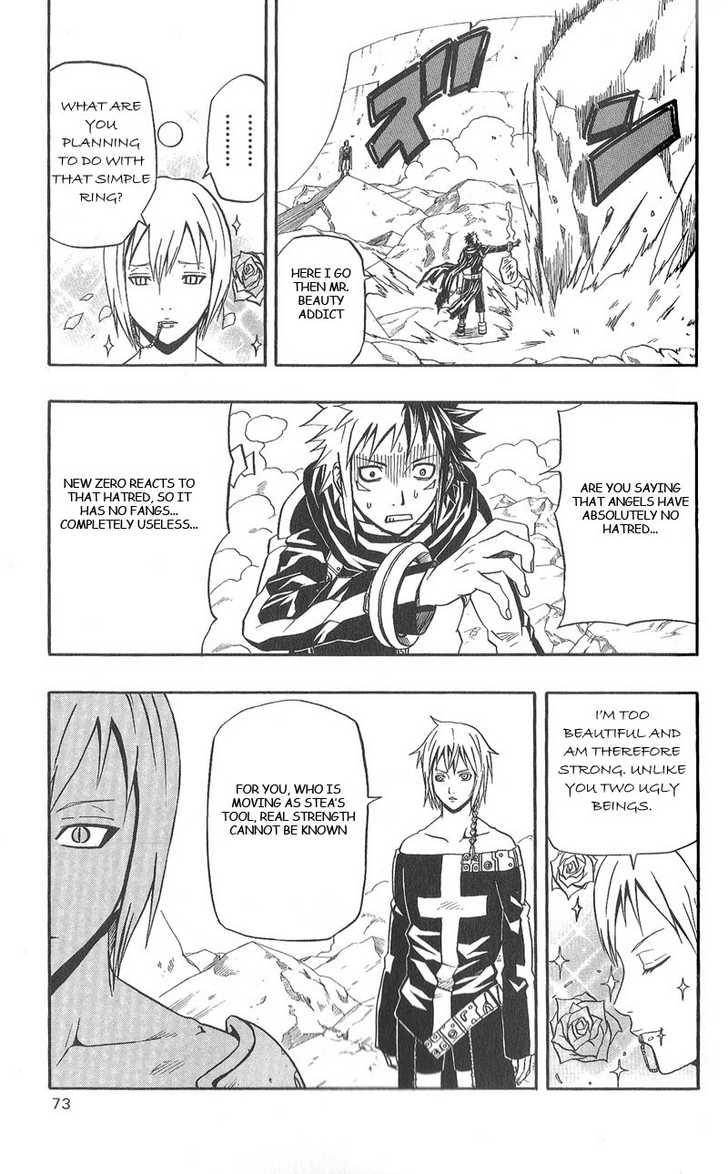 ズ
ン
HERE I GO
THEN MR.
BEAUTY
ADDICT
WHAT ARE
YOU
PLANNING
TO DO WITH
THAT SIMPLE
RING?
ARE YOU SAYING
THAT ANGELS HAVE
ABSOLUTELY NO
HATRED...
NEW ZERO REACTS TO
THAT HATRED, SO IT
HAS NO FANGS...
COMPLETELY USELESS...
I'M TOO
BEAUTIFUL AND
AM THEREFORE
STRONG. UNLIKE
YOU TWO UGLY
BEINGS.
FOR YOU, WHO IS
MOVING AS STEA'S
TOOL, REAL STRENGTH
CANNOT BE KNOWN
73